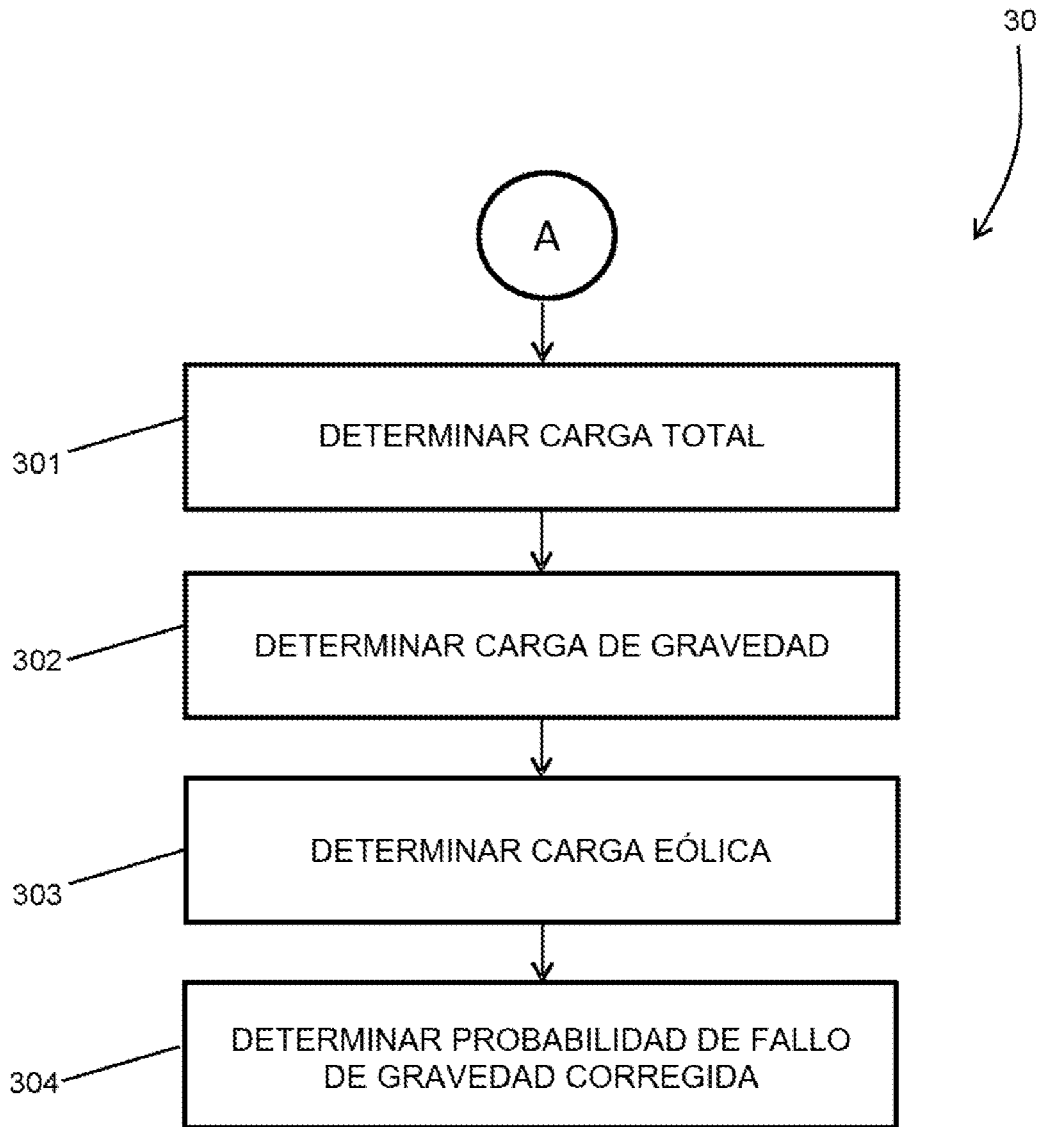 30
A
301
DETERMINAR CARGA TOTAL
302
DETERMINAR CARGA DE GRAVEDAD
303
DETERMINAR CARGA EÓLICA
304
DETERMINAR PROBABILIDAD DE FALLO
DE GRAVEDAD CORREGIDA